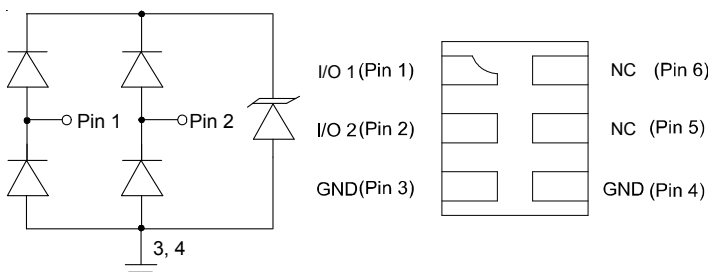 Pin 1
Pin 2
3, 4
I/O 1 (Pin 1)
NC (Pin 6)
I/O 2 (Pin 2)
NC (Pin 5)
GND (Pin 3)
GND (Pin 4)